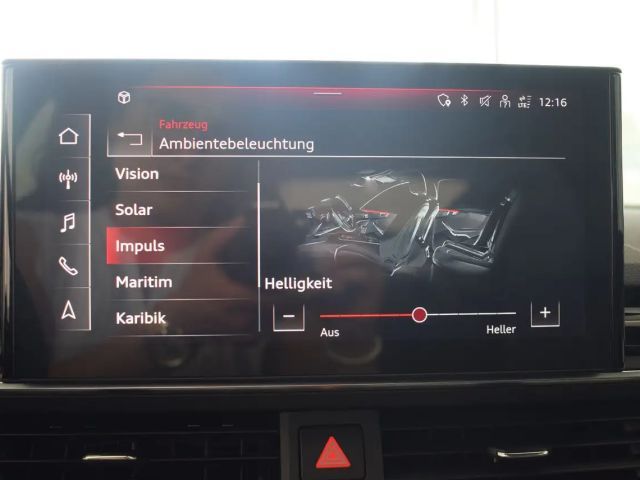 12:16
Fahrzeug
Ambientebeleuchtung
Vision
Solar
Impuls
Maritim
Karibik
Helligkeit
Aus
Heller